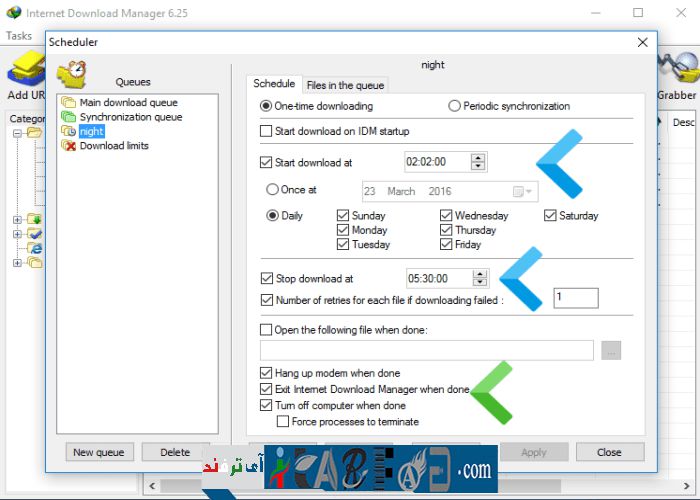 Internet Download Manager 6.25
Tasks
Scheduler
Add UR
Grabber
Categor
Desc
Queues
Main download queue
Synchronization queue
night
Download limits
night
Schedule
Files in the queue
One-time downloading
Periodic synchronization
Start download on IDM startup
Start download at
02:02:00
Once at
23 March 2016
Daily
Sunday
Wednesday
Saturday
Monday
Thursday
Tuesday
Friday
Stop download at
05:30:00
Number of retries for each file if downloading failed :
1
Open the following file when done:
...
Hang up modem when done
Exit Internet Download Manager when done
Turn off computer when done
Force processes to terminate
New queue
Delete
Apply
Close
آی ترفند
.com